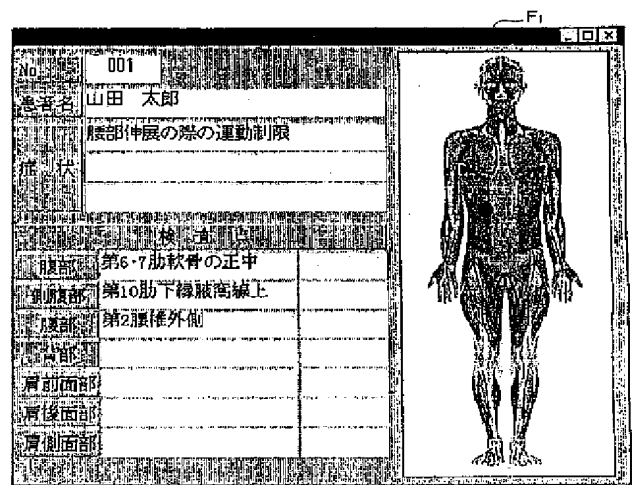 F1
No 001
患者名 山田 太郎
症 状 腰部伸展の際の運動制限
検 査 点
腹部 第6・7肋軟骨の正中
側腹部 第10肋下縁腋窩線上
腰部 第2腰椎外側
背部
肩前面部
肩後面部
肩側面部